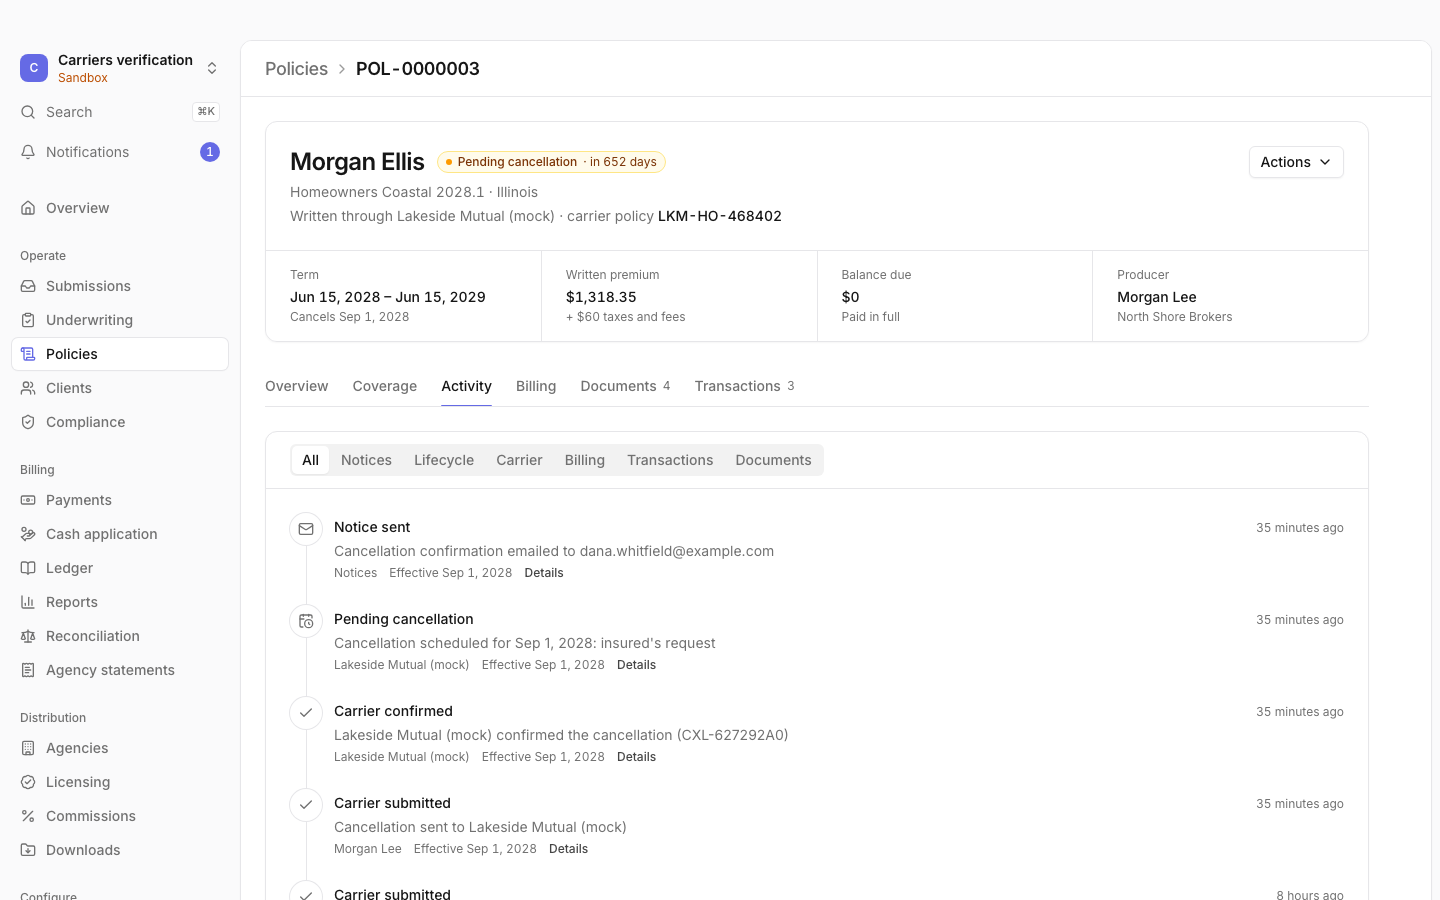 C
Carriers verification
Sandbox
Search
⌘K
Notifications
1
Overview
Operate
Submissions
Underwriting
Policies
Clients
Compliance
Billing
Payments
Cash application
Ledger
Reports
Reconciliation
Agency statements
Distribution
Agencies
Licensing
Commissions
Downloads
Configure
Policies
POL-0000003
Morgan Ellis
Pending cancellation · in 652 days
Actions
Homeowners Coastal 2028.1 · Illinois
Written through Lakeside Mutual (mock) · carrier policy LKM-HO-468402
Term
Jun 15, 2028 – Jun 15, 2029
Cancels Sep 1, 2028
Written premium
$1,318.35
+ $60 taxes and fees
Balance due
$0
Paid in full
Producer
Morgan Lee
North Shore Brokers
Overview Coverage Activity Billing Documents 4 Transactions 3
All Notices Lifecycle Carrier Billing Transactions Documents
Notice sent 35 minutes ago
Cancellation confirmation emailed to dana.whitfield@example.com
Notices Effective Sep 1, 2028 Details
Pending cancellation 35 minutes ago
Cancellation scheduled for Sep 1, 2028: insured's request
Lakeside Mutual (mock) Effective Sep 1, 2028 Details
Carrier confirmed 35 minutes ago
Lakeside Mutual (mock) confirmed the cancellation (CXL-627292A0)
Lakeside Mutual (mock) Effective Sep 1, 2028 Details
Carrier submitted 35 minutes ago
Cancellation sent to Lakeside Mutual (mock)
Morgan Lee Effective Sep 1, 2028 Details
Carrier submitted 8 hours ago